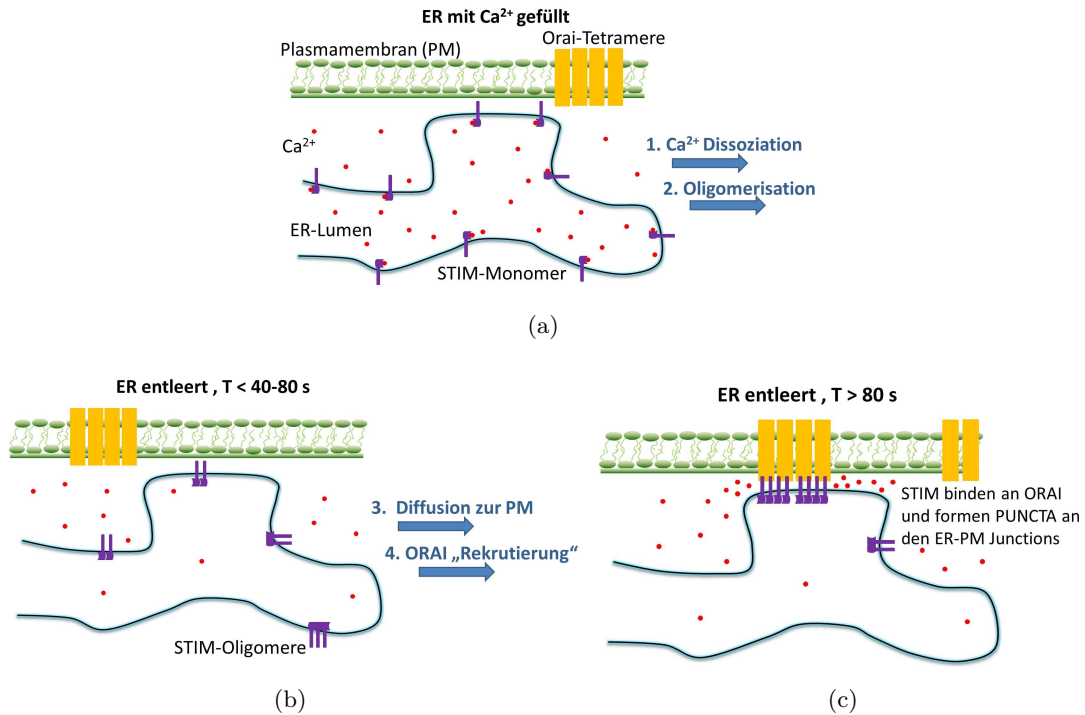 ER mit Ca²⁺ gefüllt
Plasmamembran (PM)
Orai-Tetramere
Ca²⁺
1. Ca²⁺ Dissoziation
2. Oligomerisation
ER-Lumen
STIM-Monomer
(a)
ER entleert , T < 40-80 s
3. Diffusion zur PM
4. ORAI „Rekrutierung“
STIM-Oligomere
(b)
ER entleert , T > 80 s
STIM binden an ORAI
und formen PUNCTA an
den ER-PM Junctions
(c)